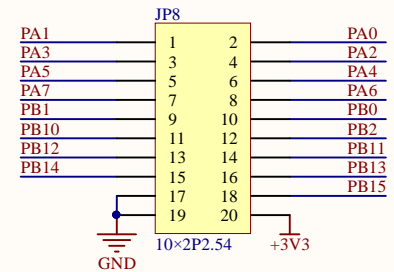 JP8
PA1 1 2 PA0
PA3 3 4 PA2
PA5 5 6 PA4
PA7 7 8 PA6
PB1 9 10 PB0
PB10 11 12 PB2
PB12 13 14 PB11
PB14 15 16 PB13
17 18 PB15
19 20
10×2P2.54 +3V3
GND